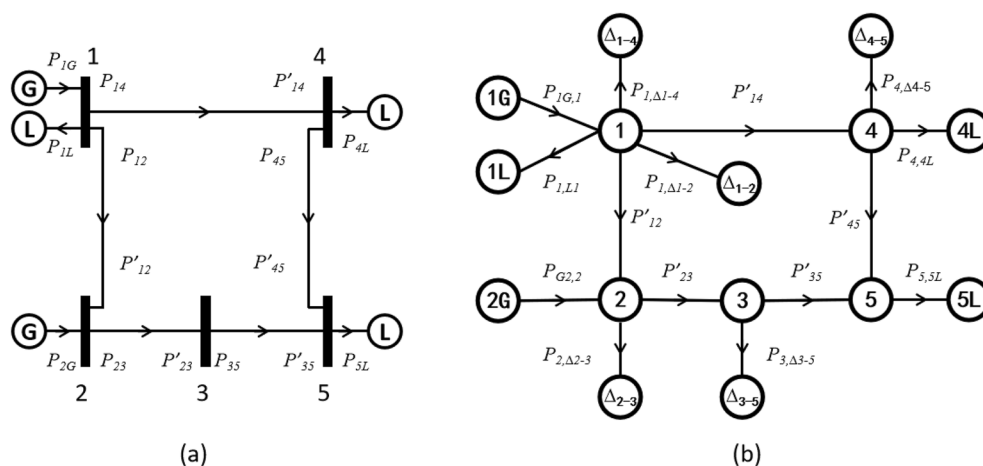 1
P1G
P14
G
L
P1L
P12
4
P'14
L
P45
P4L
P'12
P'45
G
P2G
P23
P'23
P35
P'35
P5L
L
2
3
5
(a)
Δ1–4
Δ4–5
P1G,1
P1,Δ1-4
P'14
P4,Δ4-5
1G
1
4
4L
P4,4L
1L
P1,L1
P1,Δ1-2
Δ1–2
P'12
P'45
PG2,2
P'23
P'35
P5,5L
2G
2
3
5
5L
P2,Δ2-3
P3,Δ3-5
Δ2–3
Δ3–5
(b)